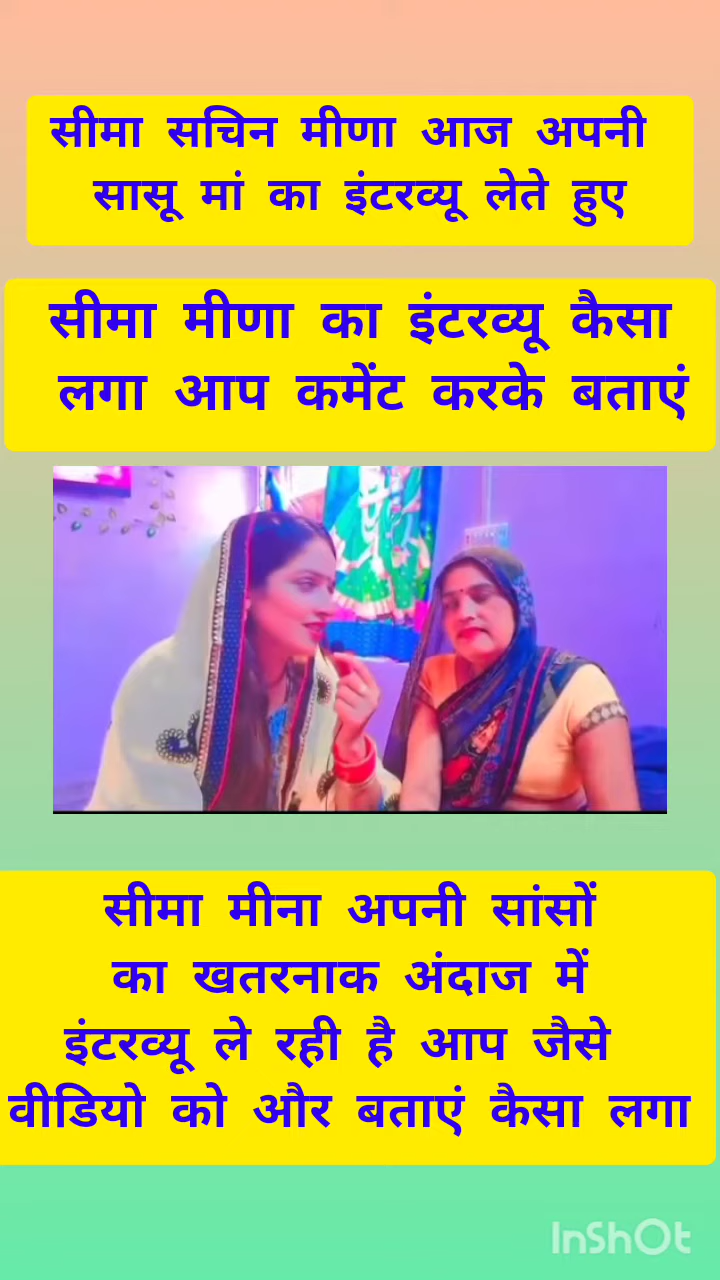 सीमा सचिन मीणा आज अपनी
सासू मां का इंटरव्यू लेते हुए
सीमा मीणा का इंटरव्यू कैसा
लगा आप कमेंट करके बताएं
सीमा मीना अपनी सांसों
का खतरनाक अंदाज में
इंटरव्यू ले रही है आप जैसे
वीडियो को और बताएं कैसा लगा
InShOt